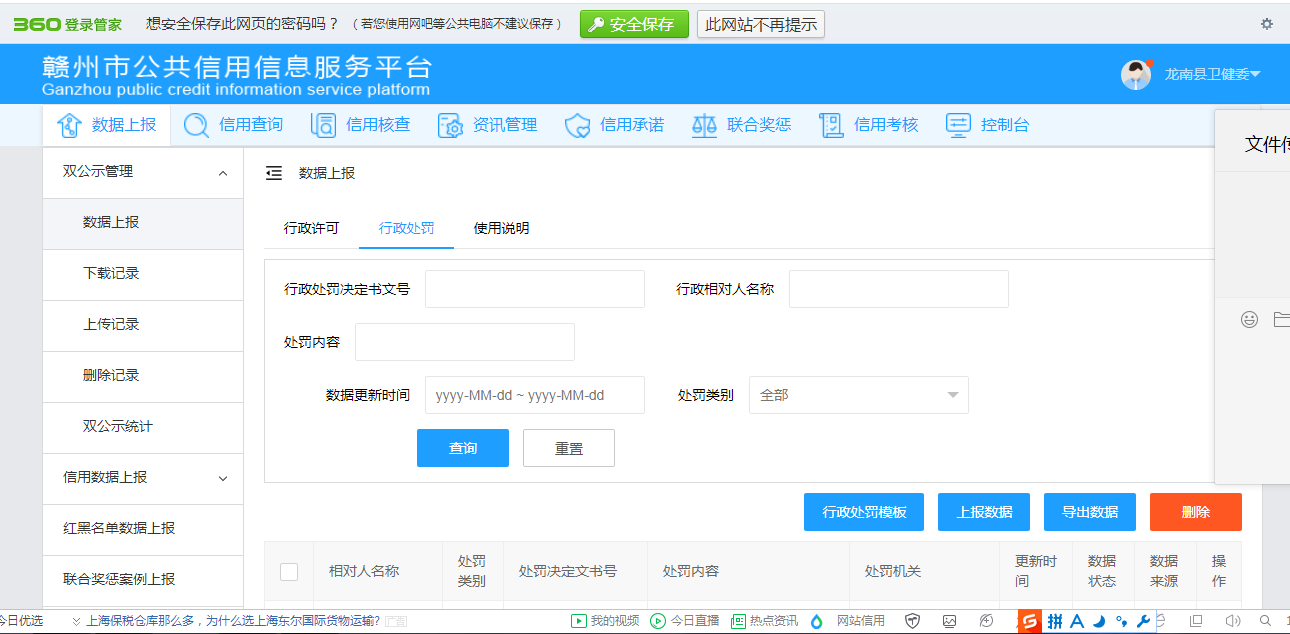 360登录管家 想安全保存此网页的密码吗？ （若您使用网吧等公共电脑不建议保存） 安全保存 此网站不再提示
赣州市公共信用信息服务平台
Ganzhou public credit information service platform
龙南县卫健委
数据上报 信用查询 信用核查 资讯管理 信用承诺 联合奖惩 信用考核 控制台
文件
双公示管理
数据上报
下载记录
上传记录
删除记录
双公示统计
信用数据上报
红黑名单数据上报
联合奖惩案例上报
数据上报
行政许可 行政处罚 使用说明
行政处罚决定书文号 行政相对人名称
处罚内容
数据更新时间 yyyy-MM-dd ~ yyyy-MM-dd 处罚类别 全部
查询 重置
行政处罚模板 上报数据 导出数据 删除
相对人名称 处罚类别 处罚决定文书号 处罚内容 处罚机关 更新时间 数据状态 数据来源 操作
今日优选 上海保税仓库那么多，为什么选上海东尔国际货物运输? 广告 我的视频 今日直播 热点资讯 网站信用 拼